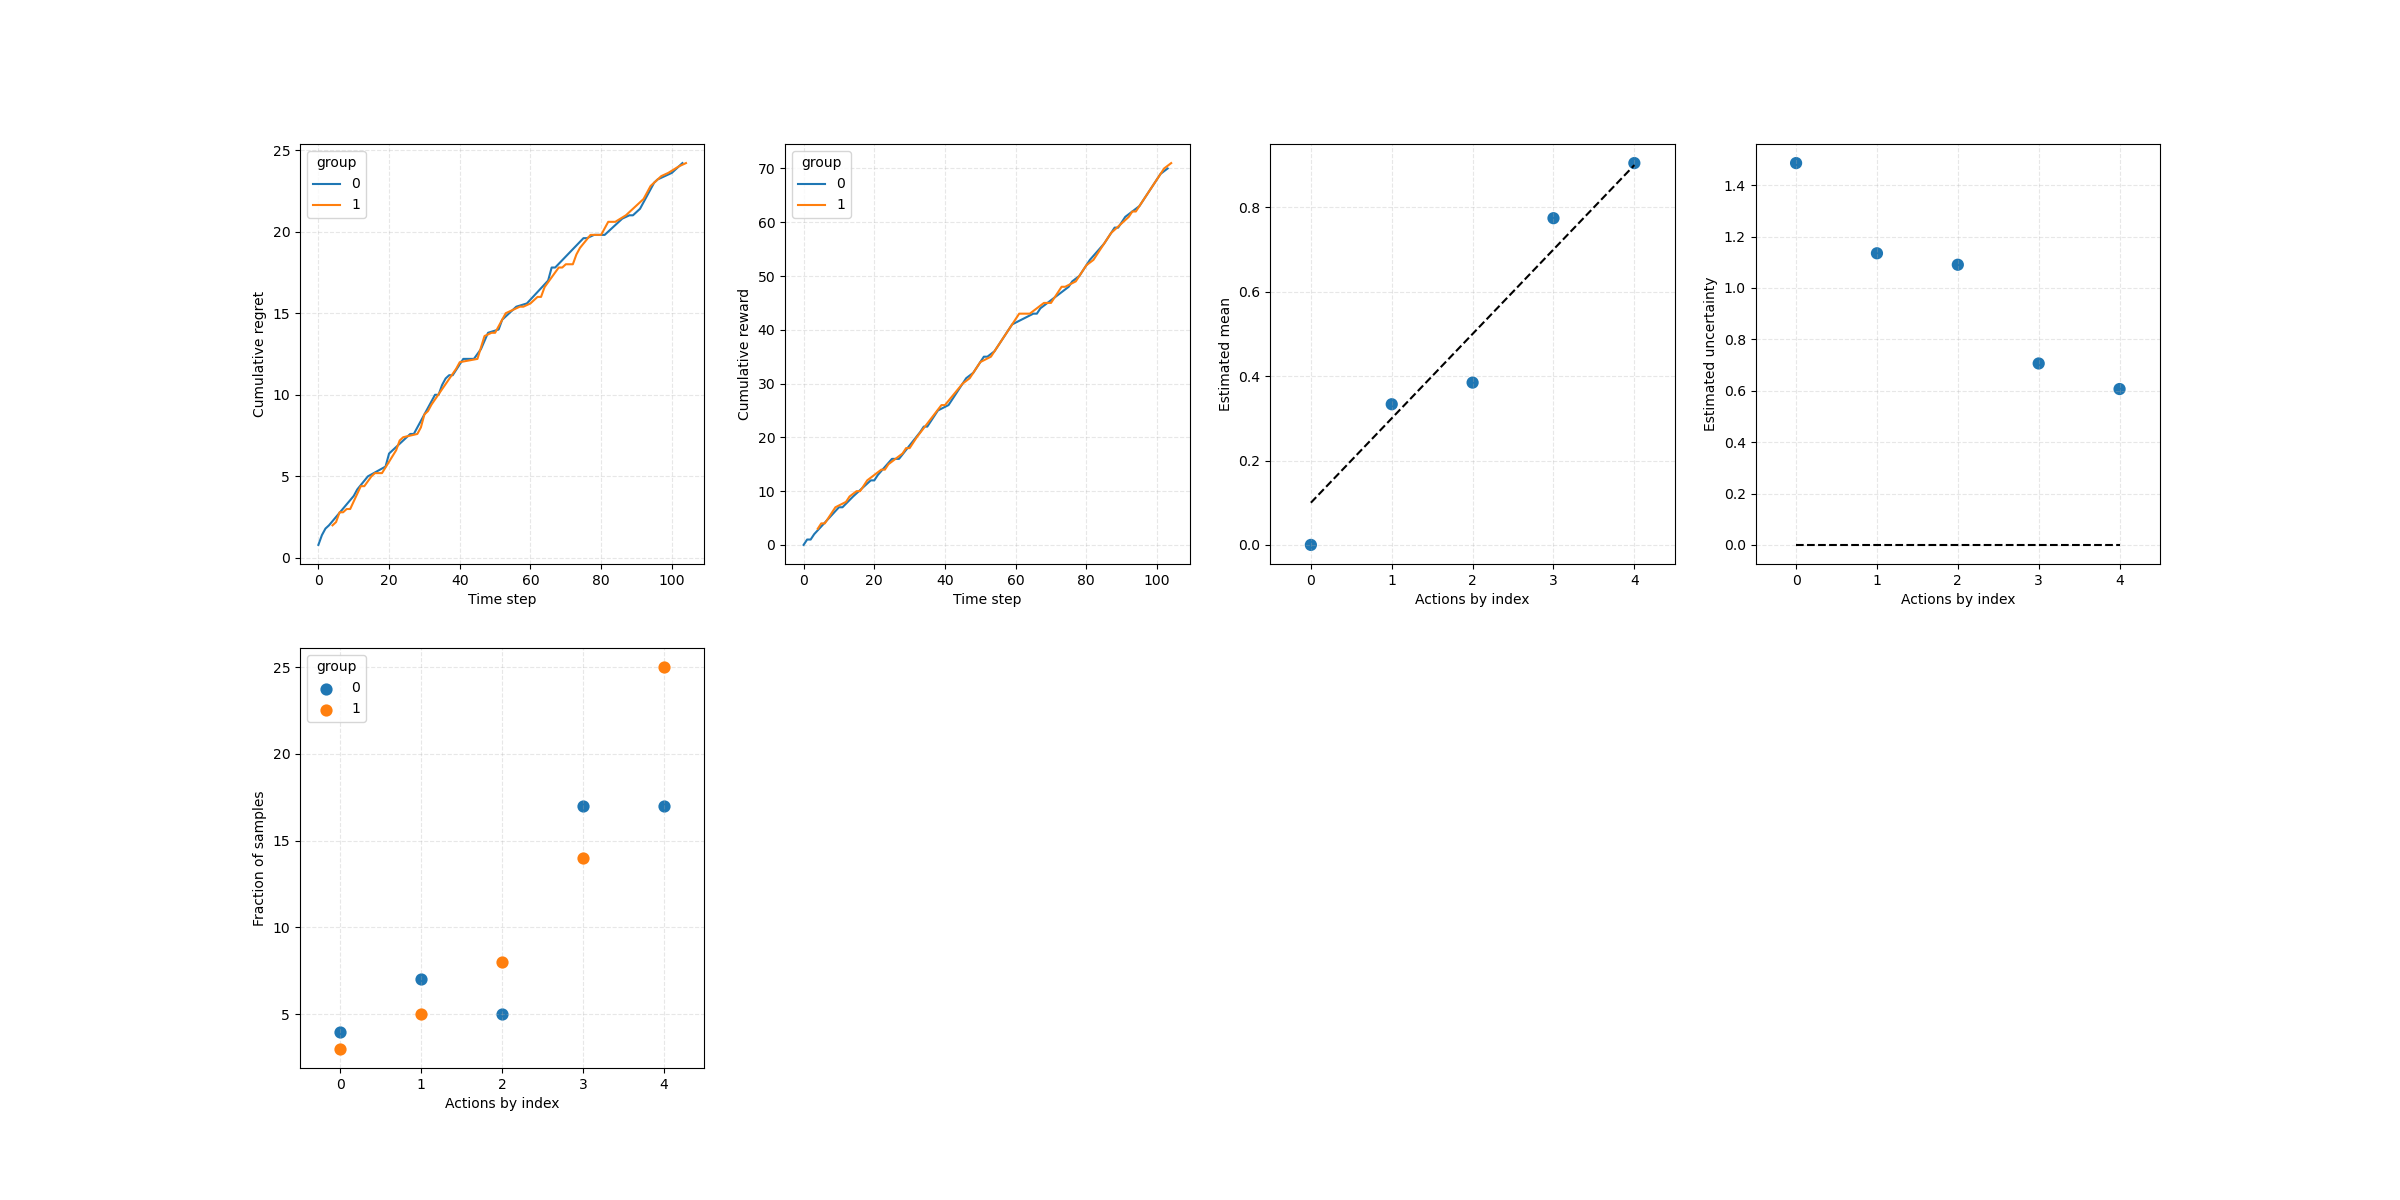 Cumulative regret
25
20
15
10
5
0
group
0
1
0 20 40 60 80 100
Time step
Cumulative reward
70
60
50
40
30
20
10
0
group
0
1
0 20 40 60 80 100
Time step
Estimated mean
0.8
0.6
0.4
0.2
0.0
0 1 2 3 4
Actions by index
Estimated uncertainty
1.4
1.2
1.0
0.8
0.6
0.4
0.2
0.0
0 1 2 3 4
Actions by index
Fraction of samples
25
20
15
10
5
group
0
1
0 1 2 3 4
Actions by index